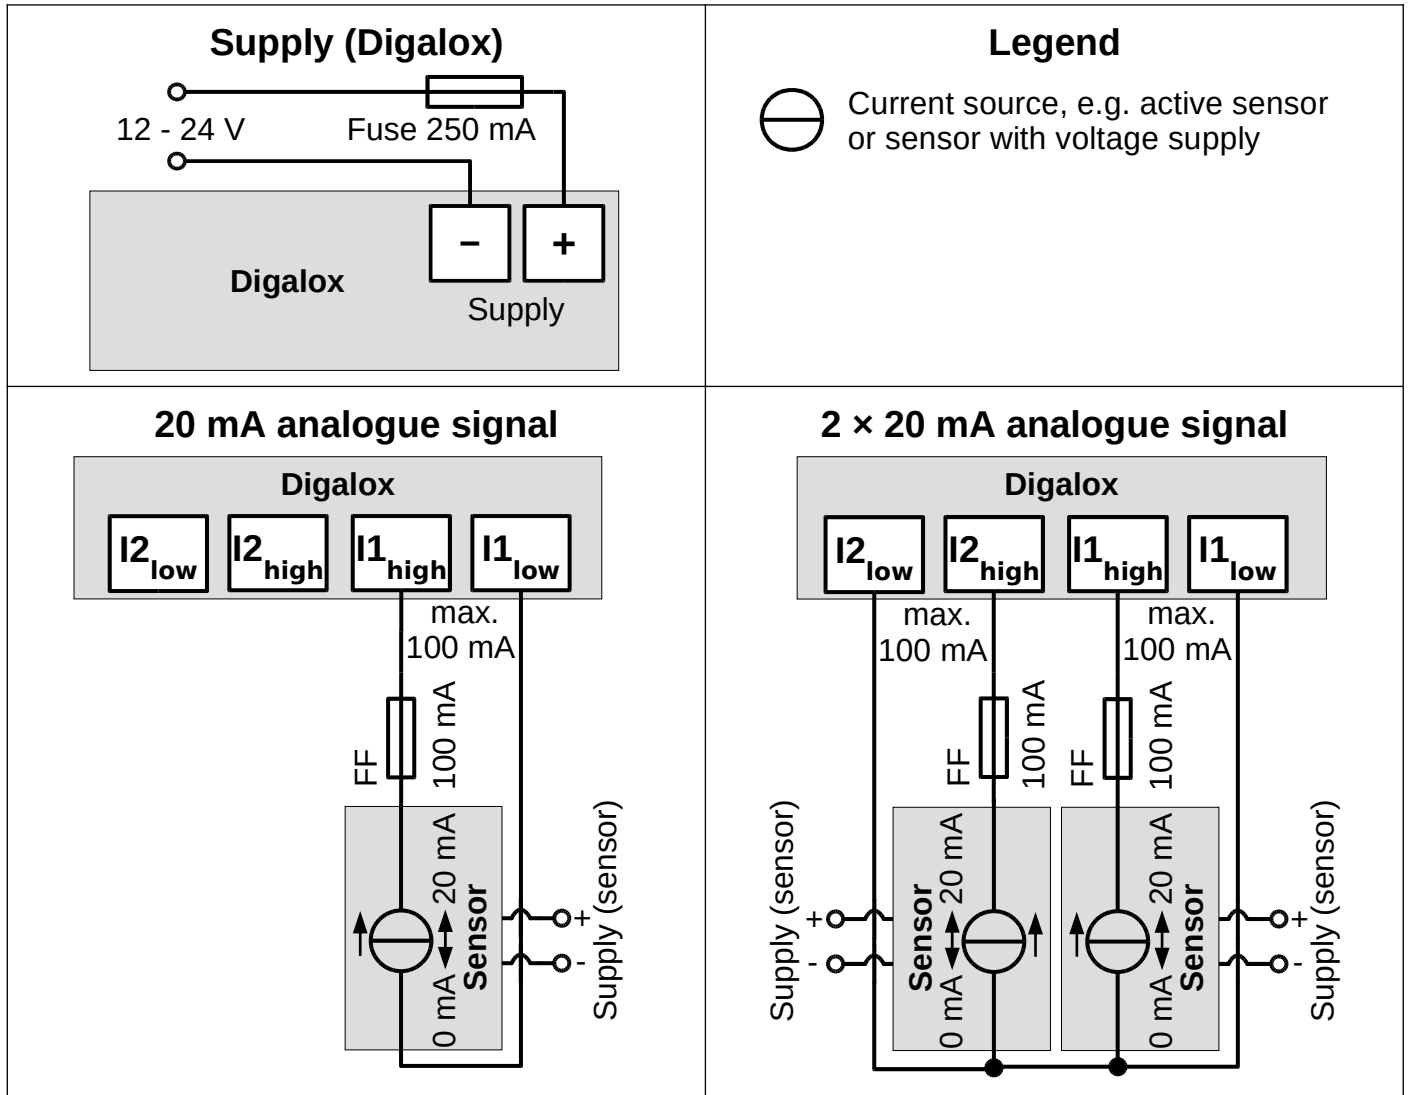 Supply (Digalox)
12 - 24 V
Fuse 250 mA
− +
Digalox
Supply
Legend
Current source, e.g. active sensor
or sensor with voltage supply
20 mA analogue signal
Digalox
I2low I2high I1high I1low
max.
100 mA
FF
100 mA
0 mA
20 mA
Sensor
+
-
Supply (sensor)
2 × 20 mA analogue signal
Digalox
I2low I2high I1high I1low
max.
100 mA
max.
100 mA
FF
100 mA
FF
100 mA
Supply (sensor)
+
-
Sensor
0 mA
20 mA
0 mA
20 mA
Sensor
+
-
Supply (sensor)